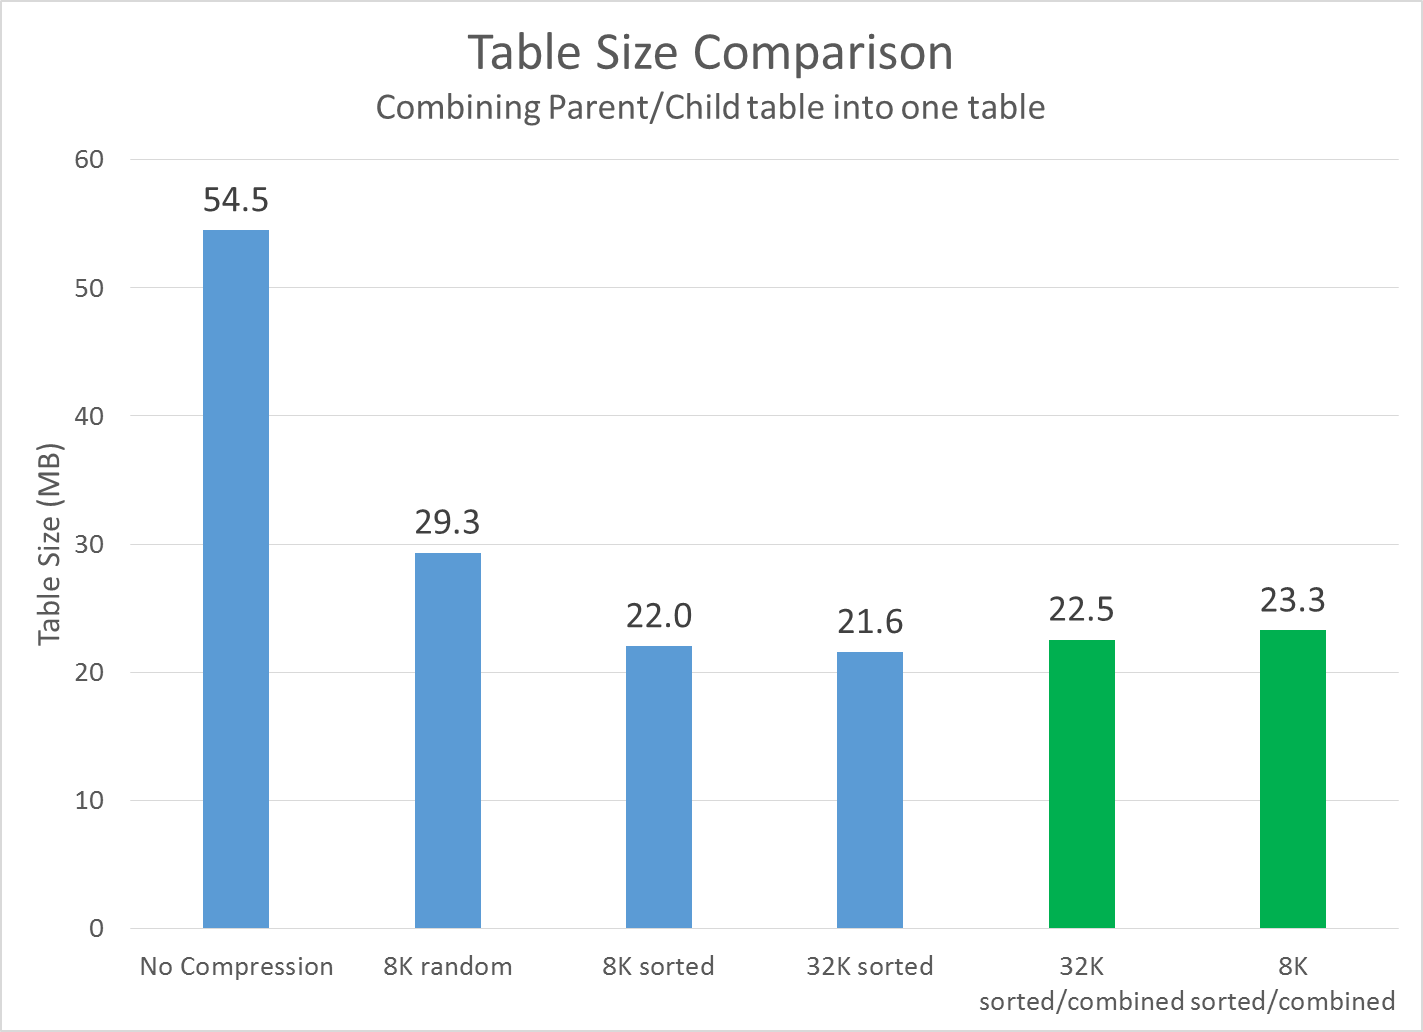 Table Size Comparison
Combining Parent/Child table into one table
Table Size (MB)
60
50
40
30
20
10
0
54.5
29.3
22.0
21.6
22.5
23.3
No Compression
8K random
8K sorted
32K sorted
32K
sorted/combined
8K
sorted/combined